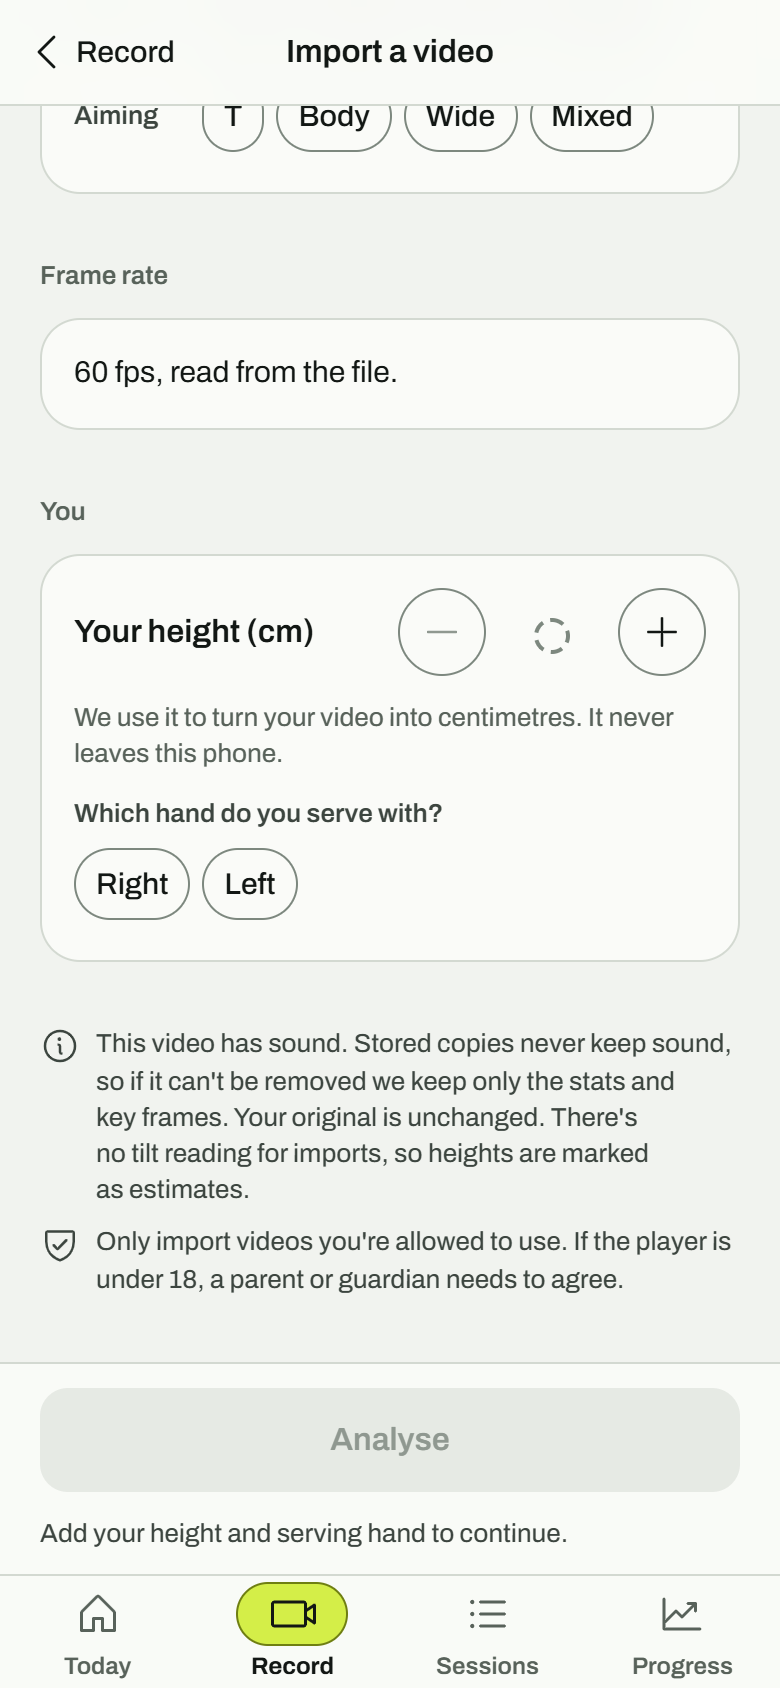 Record
Import a video
Aiming
T
Body
Wide
Mixed
Frame rate
60 fps, read from the file.
You
Your height (cm)
We use it to turn your video into centimetres. It never
leaves this phone.
Which hand do you serve with?
Right
Left
This video has sound. Stored copies never keep sound,
so if it can't be removed we keep only the stats and
key frames. Your original is unchanged. There's
no tilt reading for imports, so heights are marked
as estimates.
Only import videos you're allowed to use. If the player is
under 18, a parent or guardian needs to agree.
Analyse
Add your height and serving hand to continue.
Today
Record
Sessions
Progress